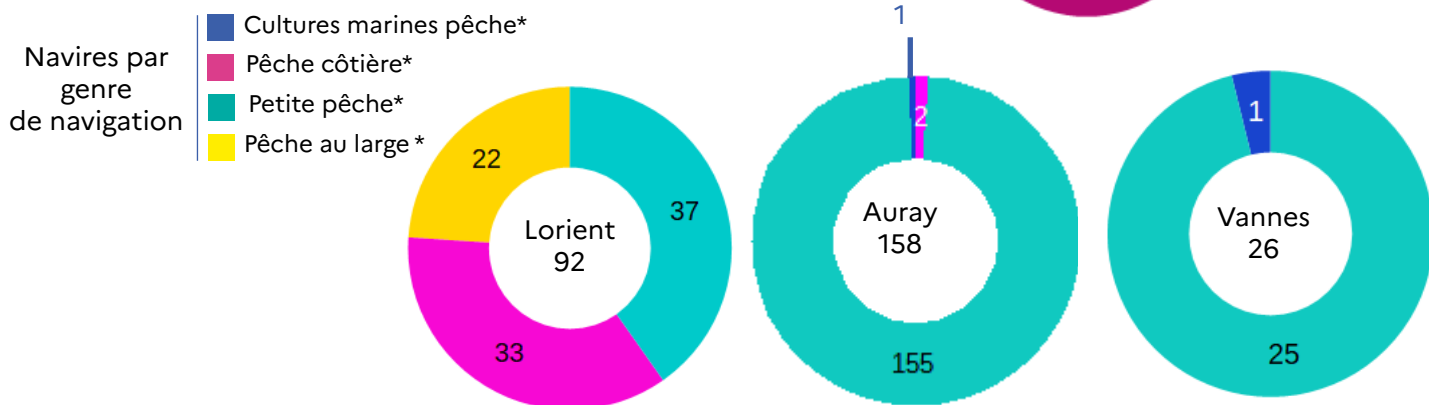 Navires par
genre
de navigation
Cultures marines pêche*
Pêche côtière*
Petite pêche*
Pêche au large *
22
37
33
Lorient
92
1
2
Auray
158
155
1
Vannes
26
25